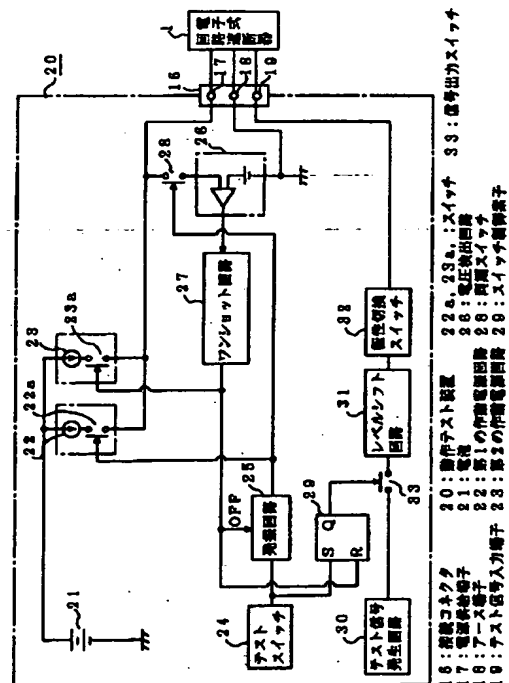 20
電子式
回路遮断器
1
16
17
18
19
26
28
27
ワンショット回路
23
23a
22a
22
21
OFF
25
発振回路
24
テスト
スイッチ
29
S Q
R
30
テスト信号
発生回路
31
レベルシフト
回路
32
極性切換
スイッチ
33
16:接続コネクタ
17:電源供給端子
18:アース端子
19:テスト信号入力端子
20:動作テスト装置
21:電池
22:第1の作動電源回路
23:第2の作動電源回路
22a,23a,:スイッチ
26:電圧検出回路
28:同期スイッチ
29:スイッチ制御素子
33:信号出力スイッチ